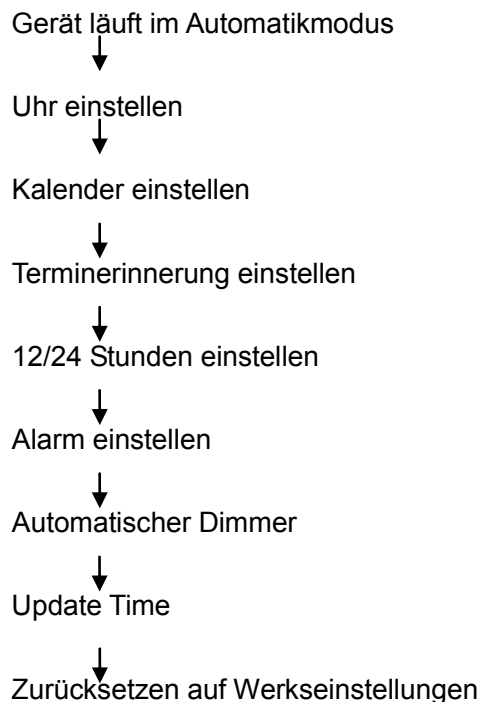 Gerät läuft im Automatikmodus
Uhr einstellen
Kalender einstellen
Terminerinnerung einstellen
12/24 Stunden einstellen
Alarm einstellen
Automatischer Dimmer
Update Time
Zurücksetzen auf Werkseinstellungen